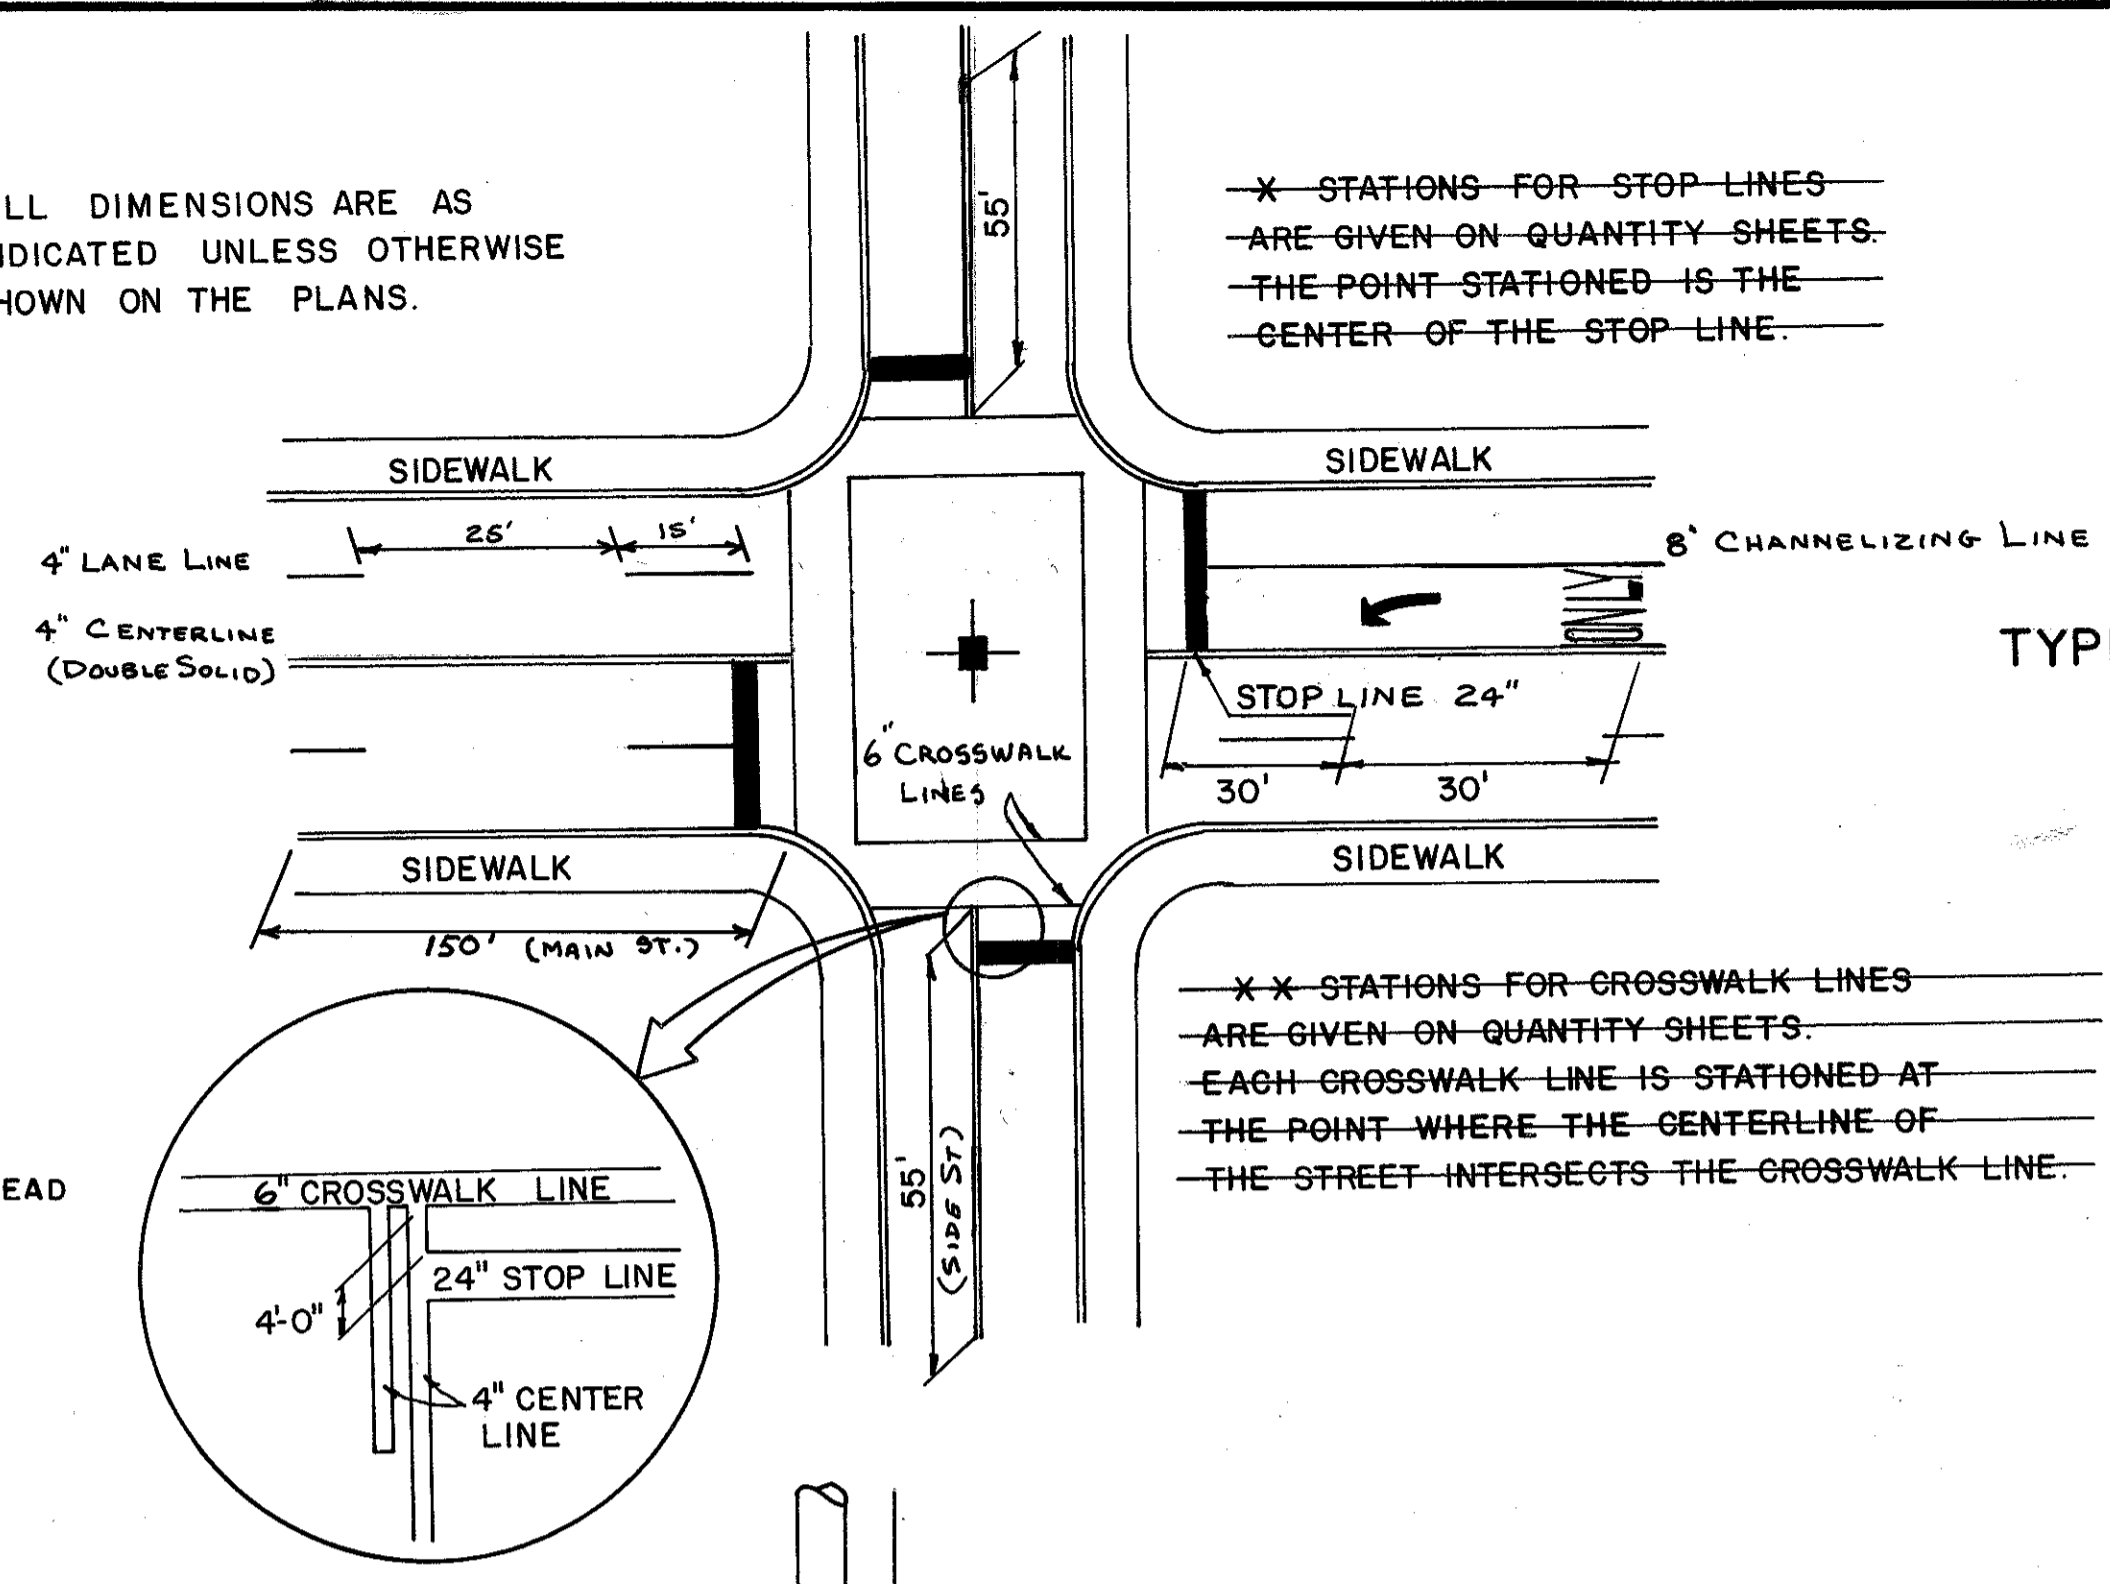 LL DIMENSIONS ARE AS
DICATED UNLESS OTHERWISE
HOWN ON THE PLANS.
55'
X STATIONS FOR STOP LINES
ARE GIVEN ON QUANTITY SHEETS.
THE POINT STATIONED IS THE
CENTER OF THE STOP LINE.
SIDEWALK
SIDEWALK
25'
15'
4" LANE LINE
8" CHANNELIZING LINE
4" CENTERLINE
(DOUBLE SOLID)
ONLY
TYP
STOP LINE 24"
6" CROSSWALK
LINES
30'
30'
SIDEWALK
SIDEWALK
150' (MAIN ST.)
X X STATIONS FOR CROSSWALK LINES
ARE GIVEN ON QUANTITY SHEETS.
EACH CROSSWALK LINE IS STATIONED AT
THE POINT WHERE THE CENTERLINE OF
THE STREET INTERSECTS THE CROSSWALK LINE.
55'
(SIDE ST)
EAD
6" CROSSWALK LINE
24" STOP LINE
4'-0"
4" CENTER
LINE